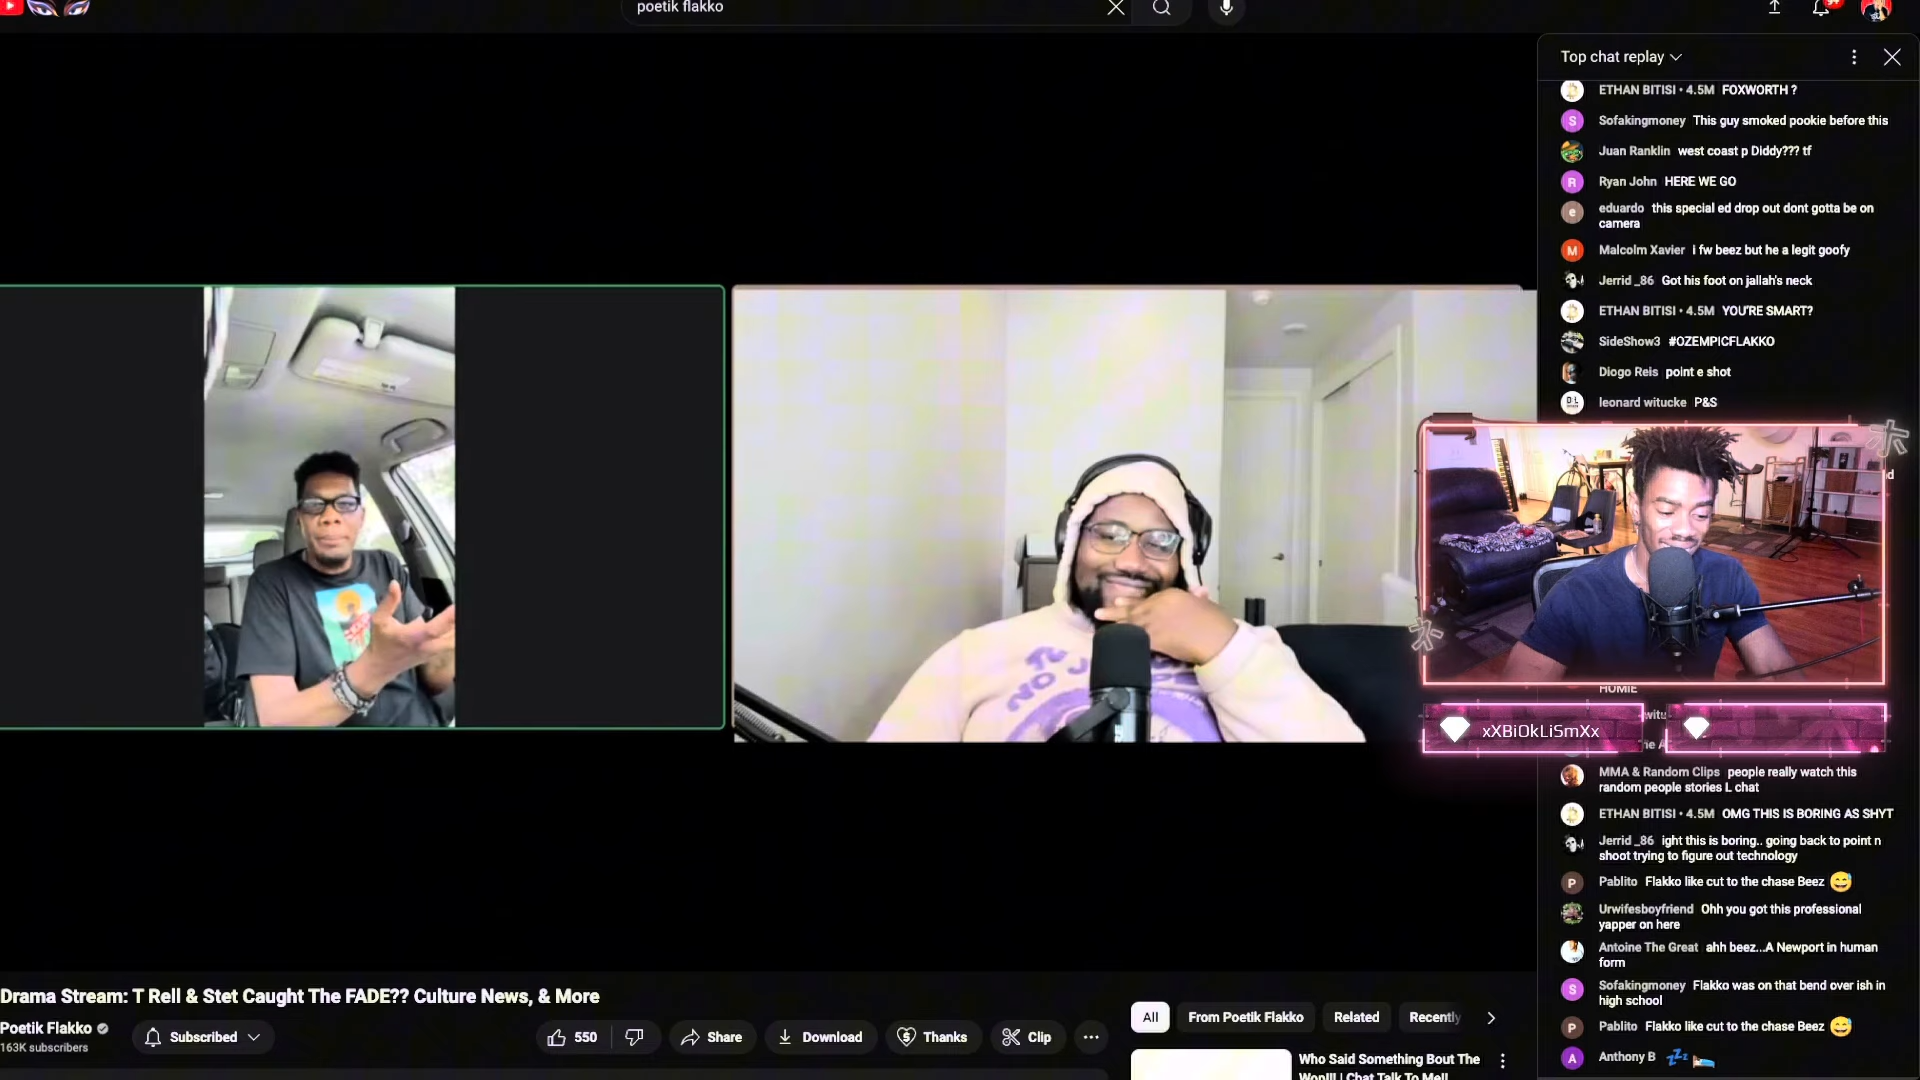 poetik flakko
Top chat replay
ETHAN BITISI • 4.5M FOXWORTH ?
Sofakingmoney This guy smoked pookie before this
Juan Ranklin west coast p Diddy??? tf
Ryan John HERE WE GO
eduardo this special ed drop out dont gotta be on
camera
Malcolm Xavier i fw beez but he a legit goofy
Jerrid _86 Got his foot on jallah's neck
ETHAN BITISI • 4.5M YOU'RE SMART?
SideShow3 #OZEMPICFLAKKO
Diogo Reis point e shot
leonard witucke P&S
HOMIE
xXBiOkLiSmXx
MMA & Random Clips people really watch this
random people stories L chat
ETHAN BITISI • 4.5M OMG THIS IS BORING AS SHYT
Jerrid _86 ight this is boring.. going back to point n
shoot trying to figure out technology
Pablito Flakko like cut to the chase Beez 😅
Urwifesboyfriend Ohh you got this professional
yapper on here
Antoine The Great ahh beez...A Newport in human
form
Sofakingmoney Flakko was on that bend over ish in
high school
Pablito Flakko like cut to the chase Beez 😅
Anthony B 💤🛌
NO
Drama Stream: T Rell & Stet Caught The FADE?? Culture News, & More
Poetik Flakko
163K subscribers
Subscribed
550
Share
Download
Thanks
Clip
All
From Poetik Flakko
Related
Recently
Who Said Something Bout The
Won!!! | Chat Talk To Me!!